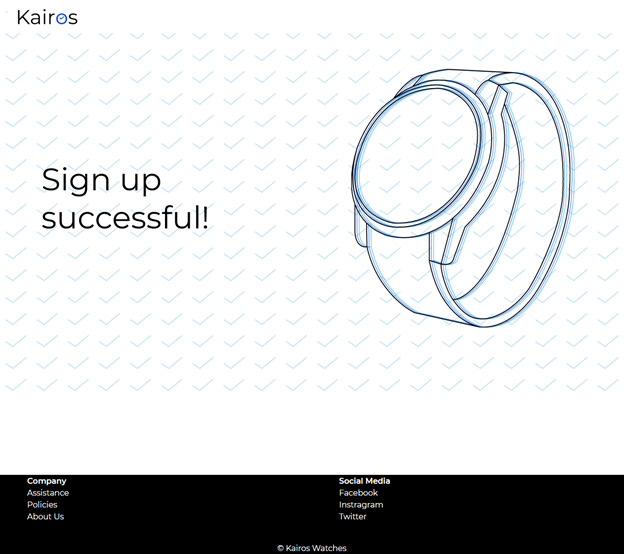 Kairos
Sign up
successful!
Company
Assistance
Policies
About Us
Social Media
Facebook
Instragram
Twitter
© Kairos Watches